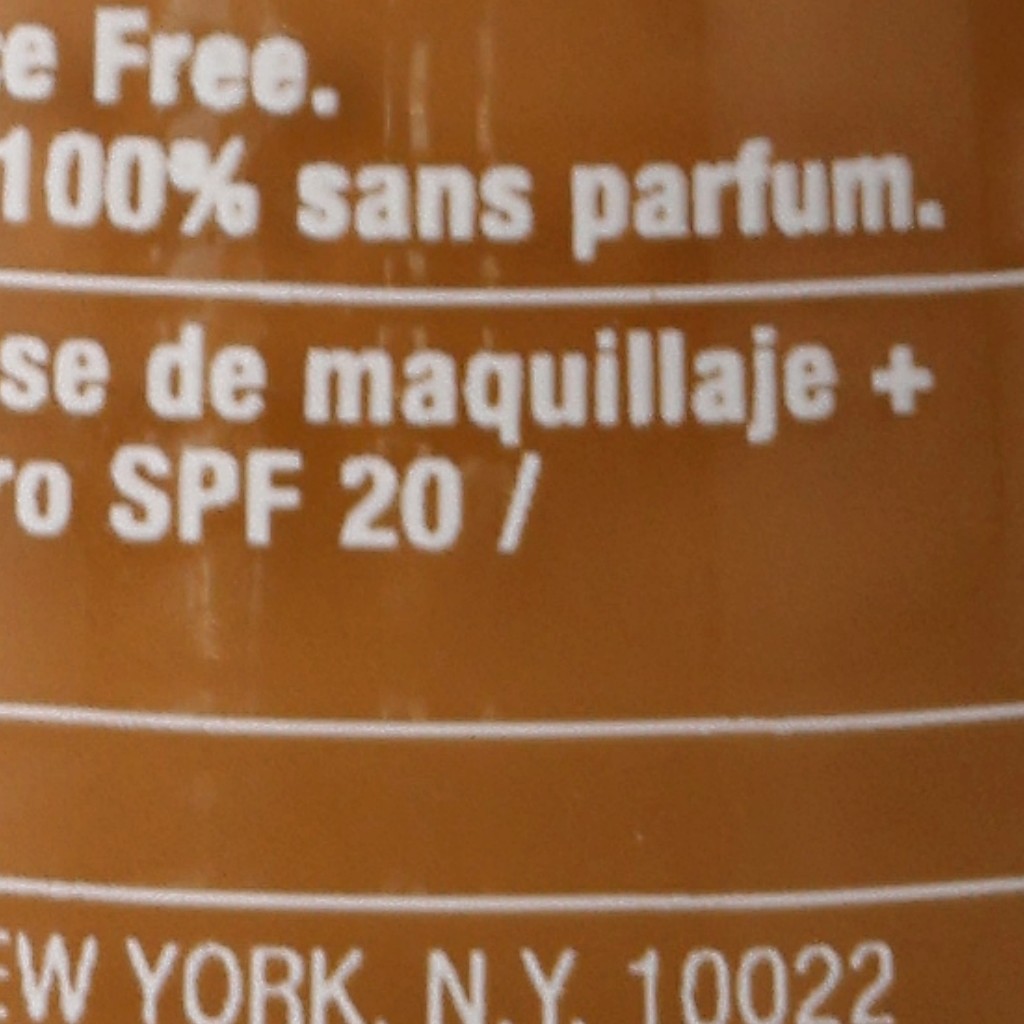 e Free.
100% sans parfum.
se de maquillaje +
ro SPF 20 /
EW YORK, N.Y. 10022